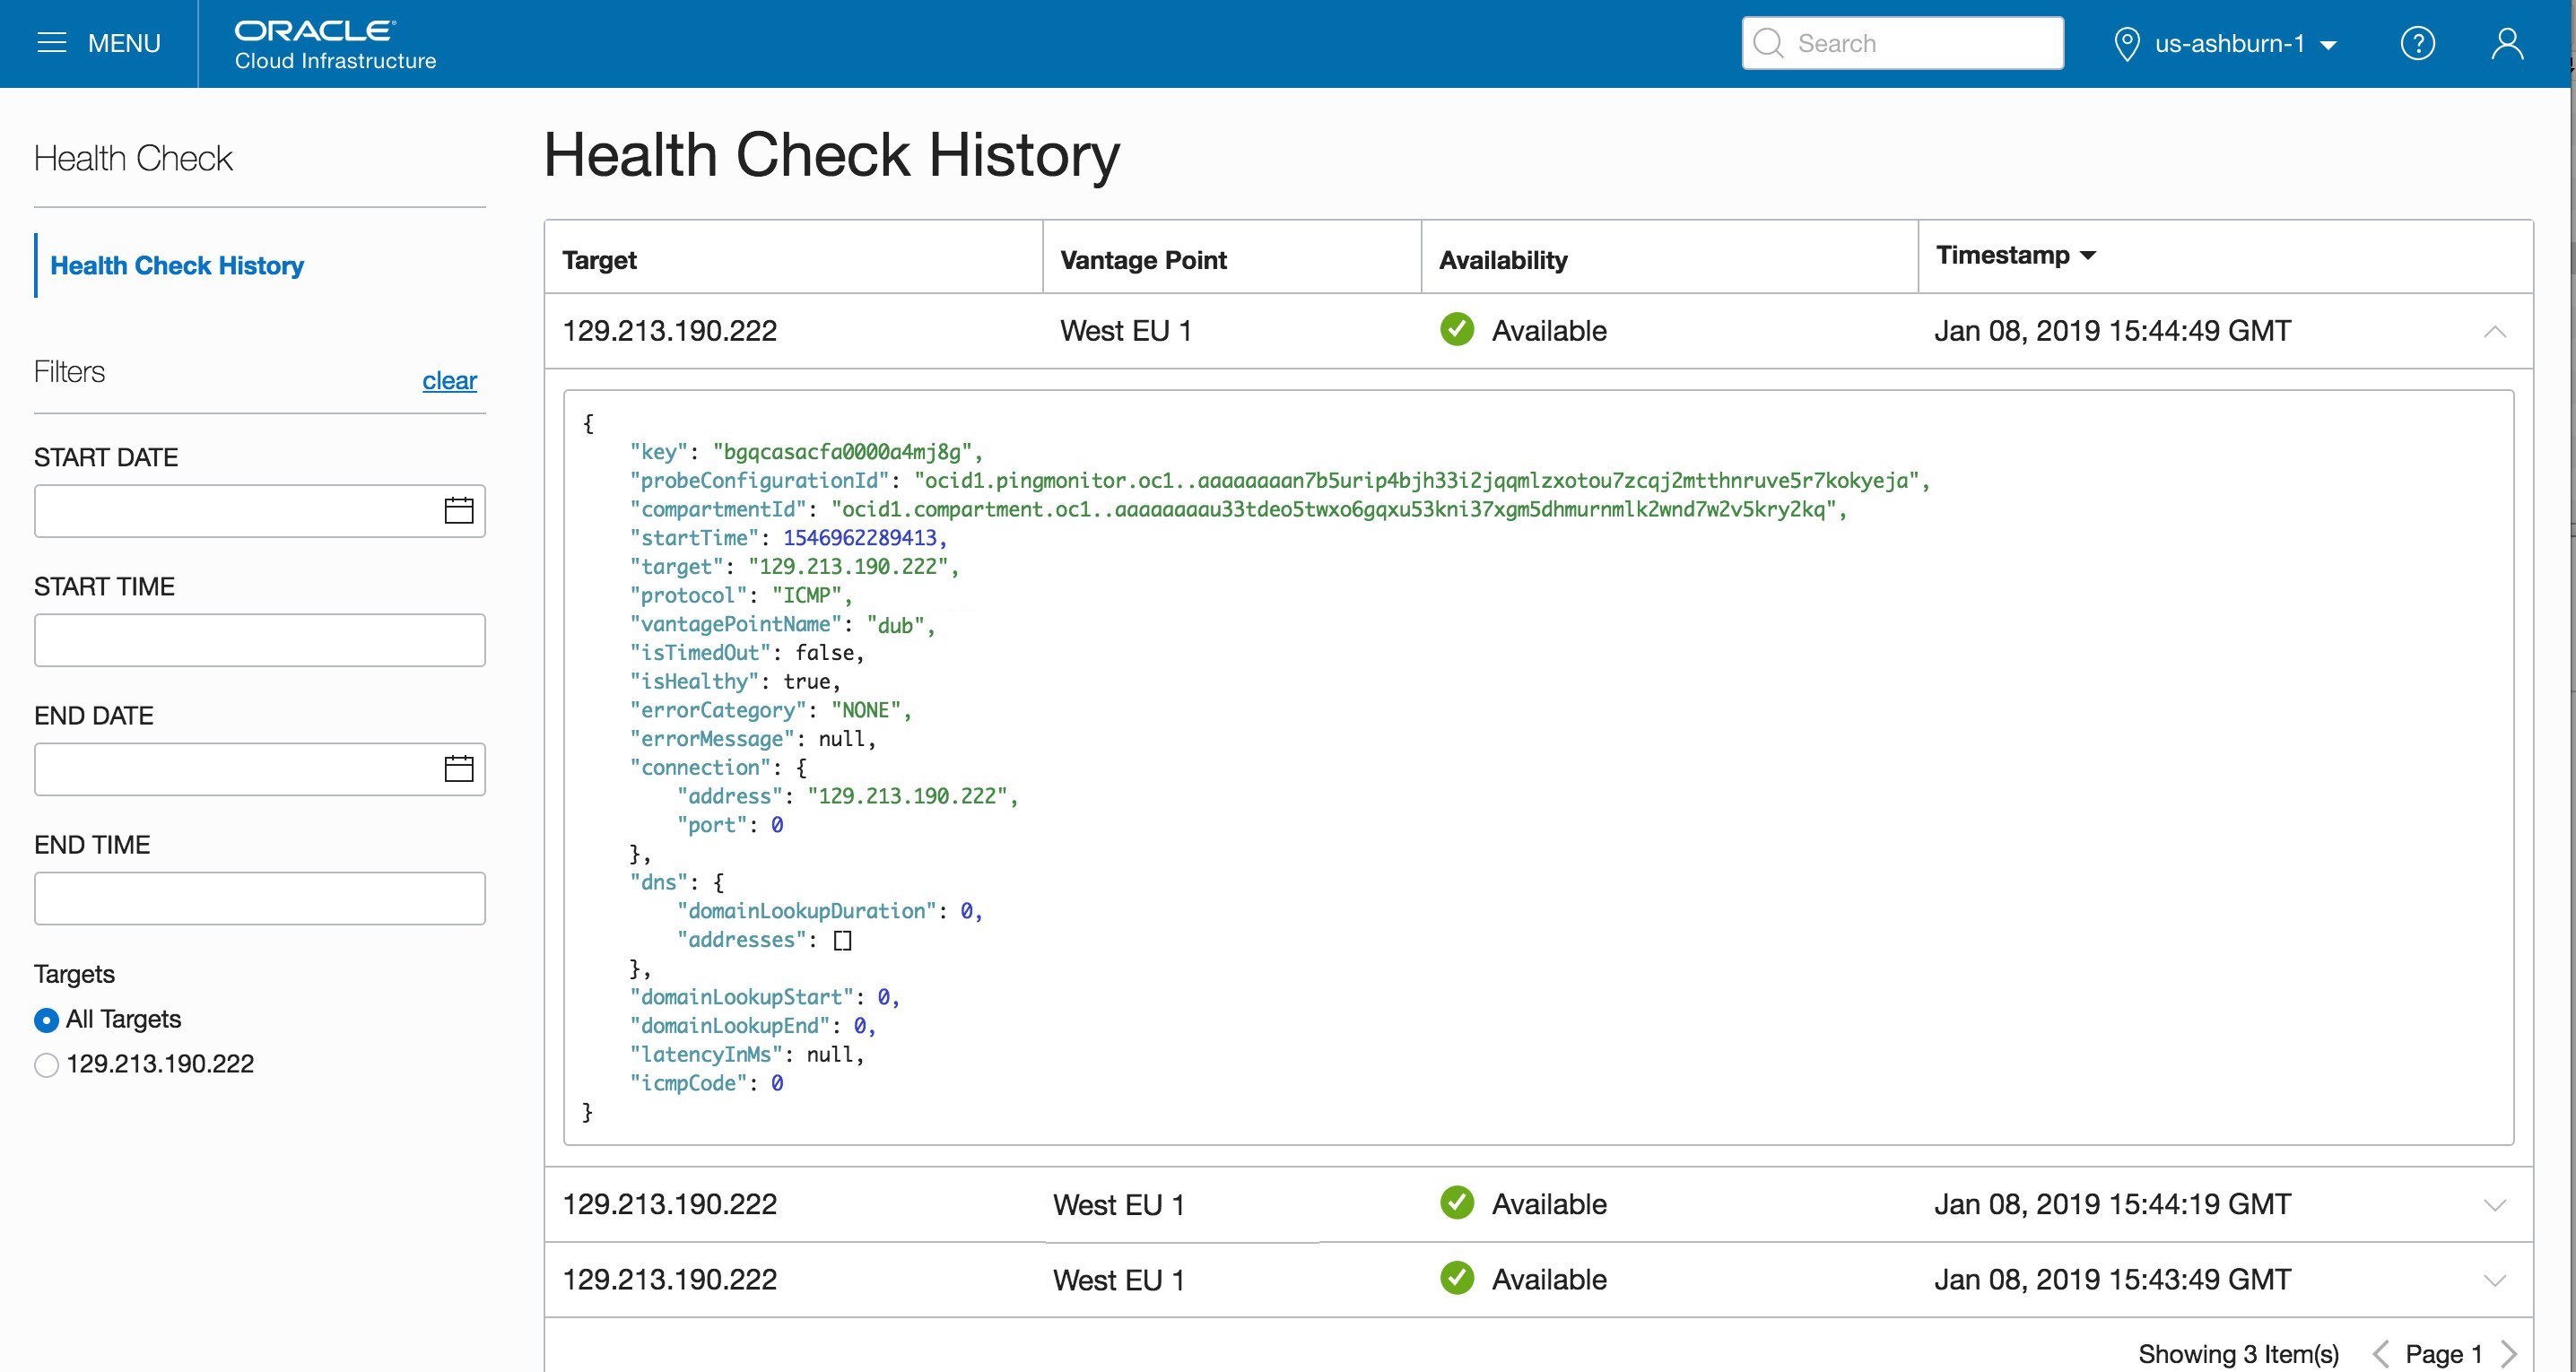 MENU
ORACLE
Cloud Infrastructure
Search
us-ashburn-1
?
Health Check
Health Check History
Filters
clear
START DATE
START TIME
END DATE
END TIME
Targets
All Targets
129.213.190.222
Health Check History
Target Vantage Point Availability Timestamp
129.213.190.222 West EU 1 Available Jan 08, 2019 15:44:49 GMT
{
"key": "bgqcasacfa0000a4mj8g",
"probeConfigurationId": "ocid1.pingmonitor.oc1..aaaaaaaan7b5urip4bjh33i2jqqmlzxotou7zcqj2mtthnruve5r7kokyeja",
"compartmentId": "ocid1.compartment.oc1..aaaaaaaau33tdeo5twxo6gqxu53kni37xgm5dhmurnmlk2wnd7w2v5kry2kq",
"startTime": 1546962289413,
"target": "129.213.190.222",
"protocol": "ICMP",
"vantagePointName": "dub",
"isTimedOut": false,
"isHealthy": true,
"errorCategory": "NONE",
"errorMessage": null,
"connection": {
"address": "129.213.190.222",
"port": 0
},
"dns": {
"domainLookupDuration": 0,
"addresses": []
},
"domainLookupStart": 0,
"domainLookupEnd": 0,
"latencyInMs": null,
"icmpCode": 0
}
129.213.190.222 West EU 1 Available Jan 08, 2019 15:44:19 GMT
129.213.190.222 West EU 1 Available Jan 08, 2019 15:43:49 GMT
Showing 3 Item(s) Page 1